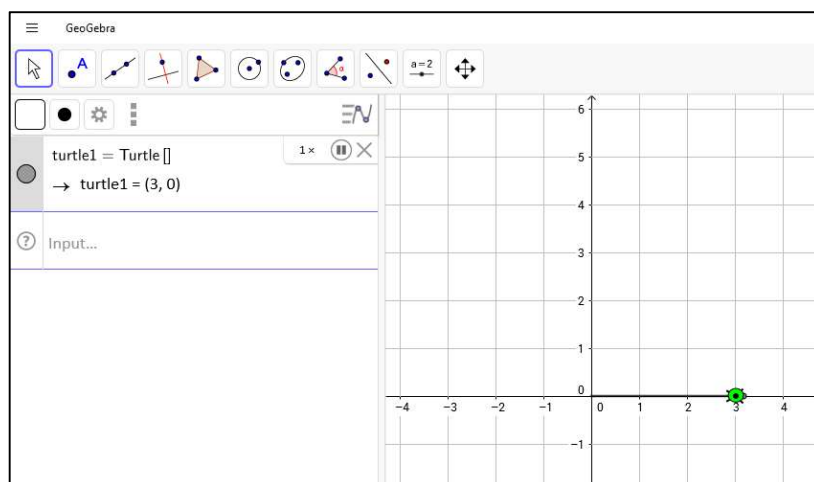 GeoGebra
A
α
a=2
turtle1 = Turtle[]
1×
→ turtle1 = (3, 0)
Input...
?
6
5
4
3
2
1
0
−4 −3 −2 −1 0 1 2 3 4
−1